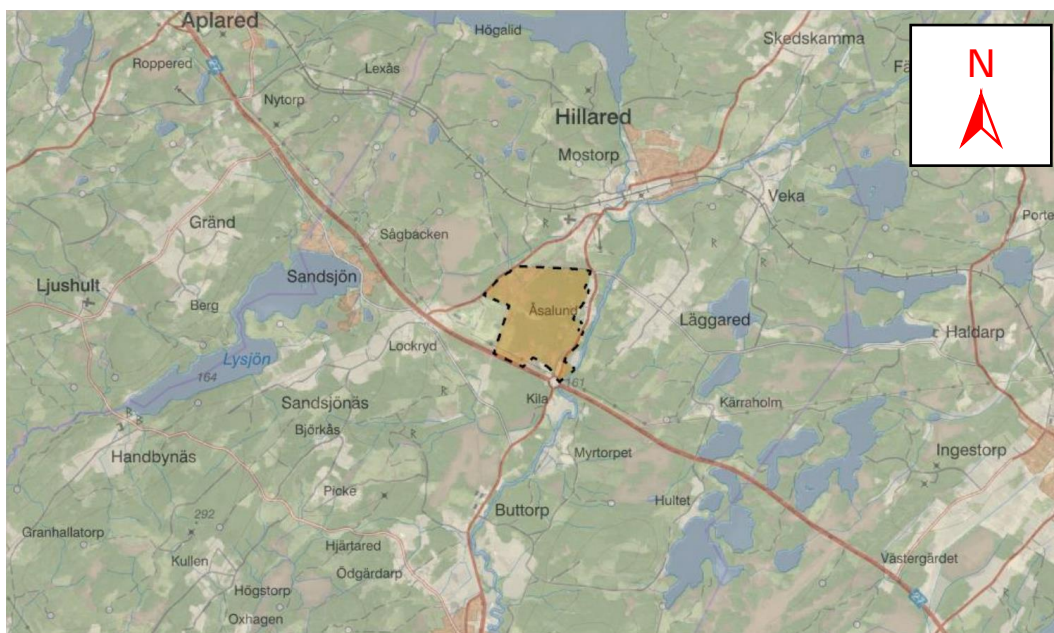 Aplared
Högalid
Skedskamma
Roppered
Lexås
27
Nytorp
Hillared
N
Mostorp
Veka
Gränd
Sågbacken
Porte
Ljushult
Sandsjön
Berg
Åsalund
Läggared
Haldarp
Lockryd
Lysjön
164
161
Kila
Sandsjönäs
Kärraholm
Björkås
Handbynäs
Myrtorpet
Ingestorp
Picke
Hultet
292
Buttorp
Granhallatorp
Hjärtared
Kullen
Ödgärdarp
Västergärdet
Högstorp
27
Oxhagen